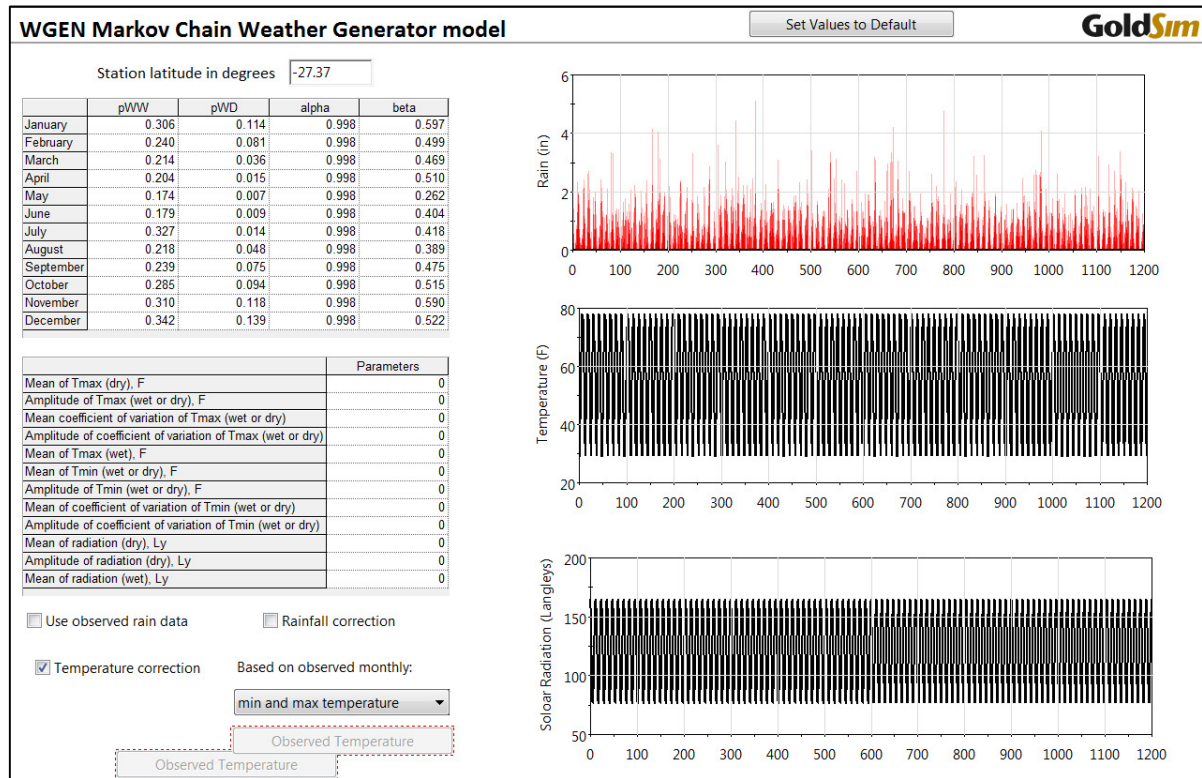 WGEN Markov Chain Weather Generator model
Set Values to Default
GoldSim
Station latitude in degrees -27.37
pWW pWD alpha beta
January 0.306 0.114 0.998 0.597
February 0.240 0.081 0.998 0.499
March 0.214 0.036 0.998 0.469
April 0.204 0.015 0.998 0.510
May 0.174 0.007 0.998 0.262
June 0.179 0.009 0.998 0.404
July 0.327 0.014 0.998 0.418
August 0.218 0.048 0.998 0.389
September 0.239 0.075 0.998 0.475
October 0.285 0.094 0.998 0.515
November 0.310 0.118 0.998 0.590
December 0.342 0.139 0.998 0.522
Parameters
Mean of Tmax (dry), F 0
Amplitude of Tmax (wet or dry), F 0
Mean coefficient of variation of Tmax (wet or dry) 0
Amplitude of coefficient of variation of Tmax (wet or dry) 0
Mean of Tmax (wet), F 0
Mean of Tmin (wet or dry), F 0
Amplitude of Tmin (wet or dry), F 0
Mean of coefficient of variation of Tmin (wet or dry) 0
Amplitude of coefficient of variation of Tmin (wet or dry) 0
Mean of radiation (dry), Ly 0
Amplitude of radiation (dry), Ly 0
Mean of radiation (wet), Ly 0
Use observed rain data
Rainfall correction
Temperature correction
Based on observed monthly:
min and max temperature
Observed Temperature
Observed Temperature
Rain (in)
6
4
2
0
0 100 200 300 400 500 600 700 800 900 1000 1100 1200
Temperature (F)
80
60
40
20
0 100 200 300 400 500 600 700 800 900 1000 1100 1200
Soloar Radiation (Langleys)
200
150
100
50
0 100 200 300 400 500 600 700 800 900 1000 1100 1200